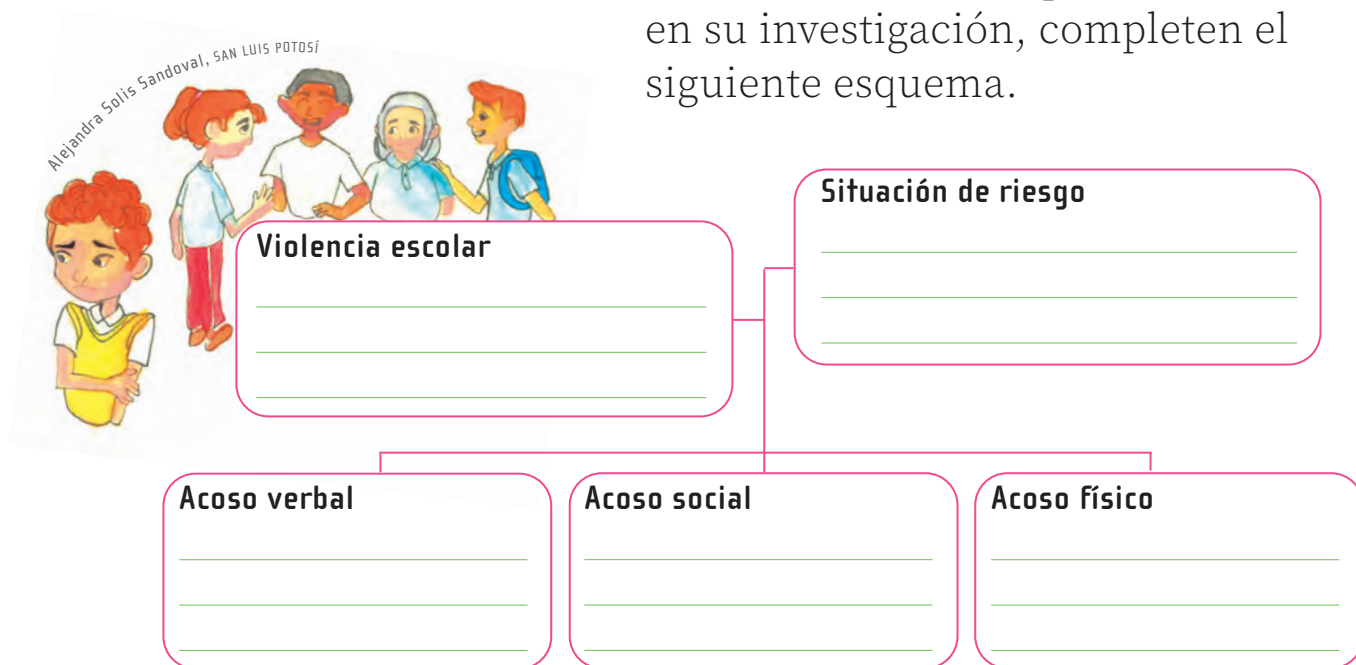 en su investigación, completen el
siguiente esquema.
Alejandra Solis Sandoval, SAN LUIS POTOSÍ
Situación de riesgo
Violencia escolar
Acoso verbal
Acoso social
Acoso físico